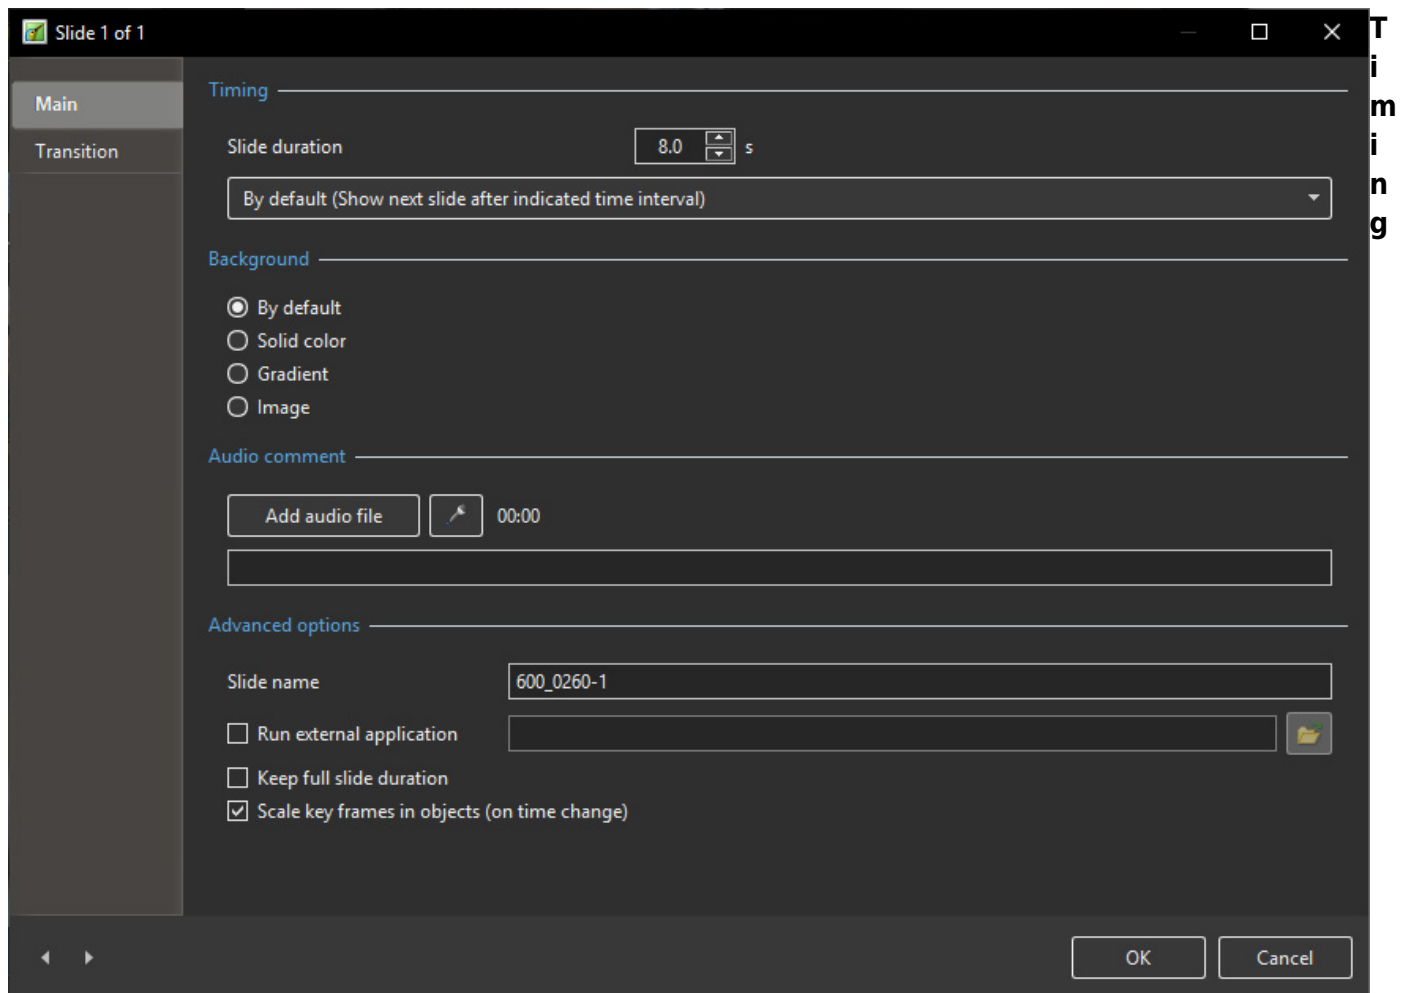 Slide 1 of 1
Main
Transition
Timing
Slide duration 8.0 s
By default (Show next slide after indicated time interval)
Background
By default
Solid color
Gradient
Image
Audio comment
Add audio file 00:00
Advanced options
Slide name 600_0260-1
Run external application
Keep full slide duration
Scale key frames in objects (on time change)
OK Cancel
T
i
m
i
n
g